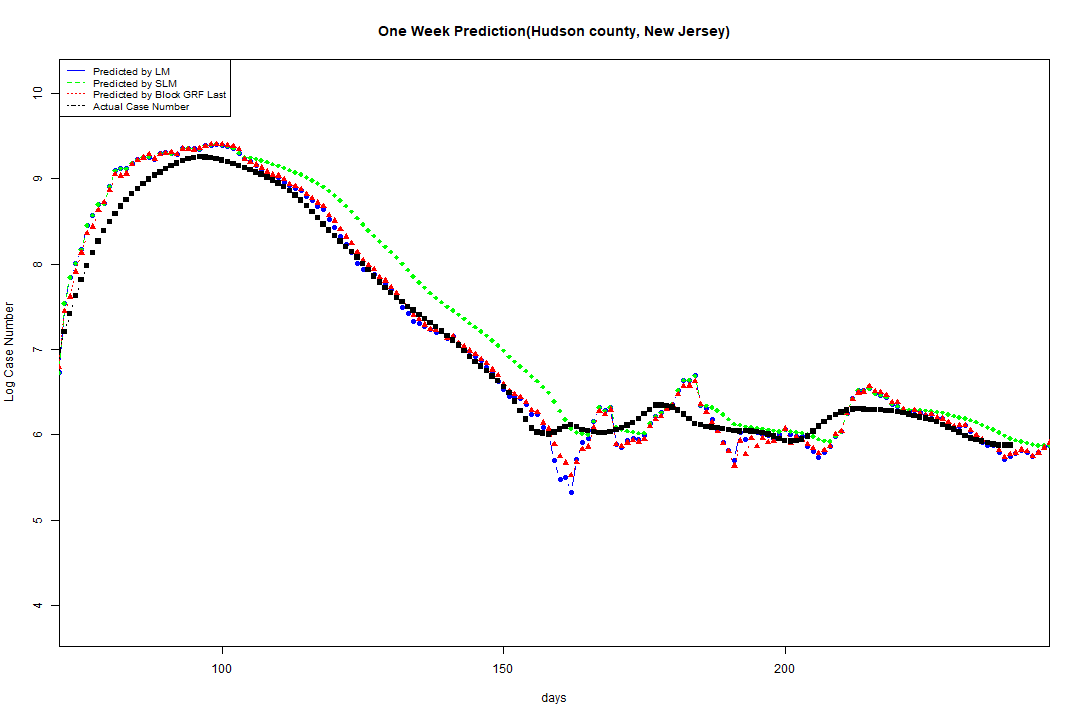 One Week Prediction(Hudson county, New Jersey)
Predicted by LM
Predicted by SLM
Predicted by Block GRF Last
Actual Case Number
10
9
8
7
6
5
4
Log Case Number
100
150
200
days